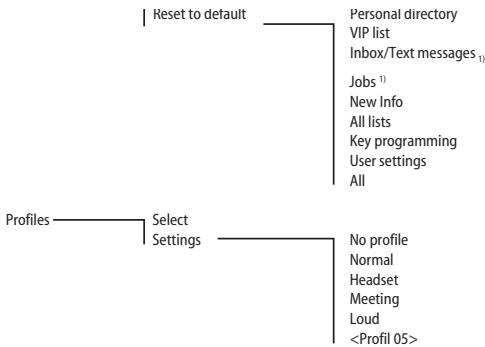 Reset to default
Personal directory
VIP list
Inbox/Text messages 1)
Jobs 1)
New Info
All lists
Key programming
User settings
All
Profiles
Select
Settings
No profile
Normal
Headset
Meeting
Loud
<Profil 05>